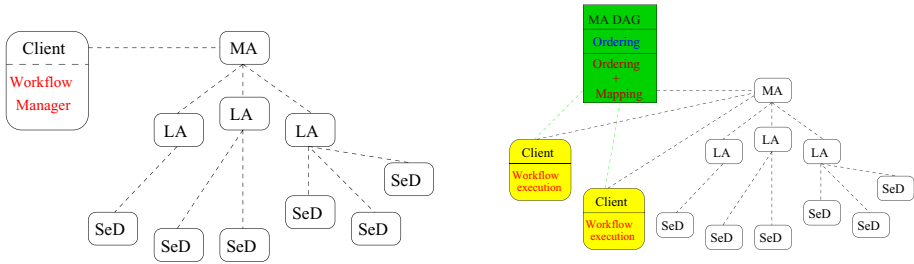 Client
MA
Workflow
Manager
LA
LA
LA
SeD
SeD
SeD
SeD
SeD
SeD
MA DAG
Ordering
Ordering
+
Mapping
MA
Client
Workflow
execution
Client
Workflow
execution
LA
LA
LA
SeD
SeD
SeD
SeD
SeD
SeD